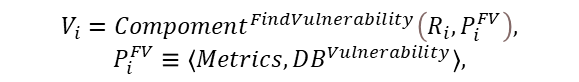 V_i = Compoment^{FindVulnerability}(R_i, P_i^{FV}),
P_i^{FV} ≡ ⟨Metrics, DB^{Vulnerability}⟩,